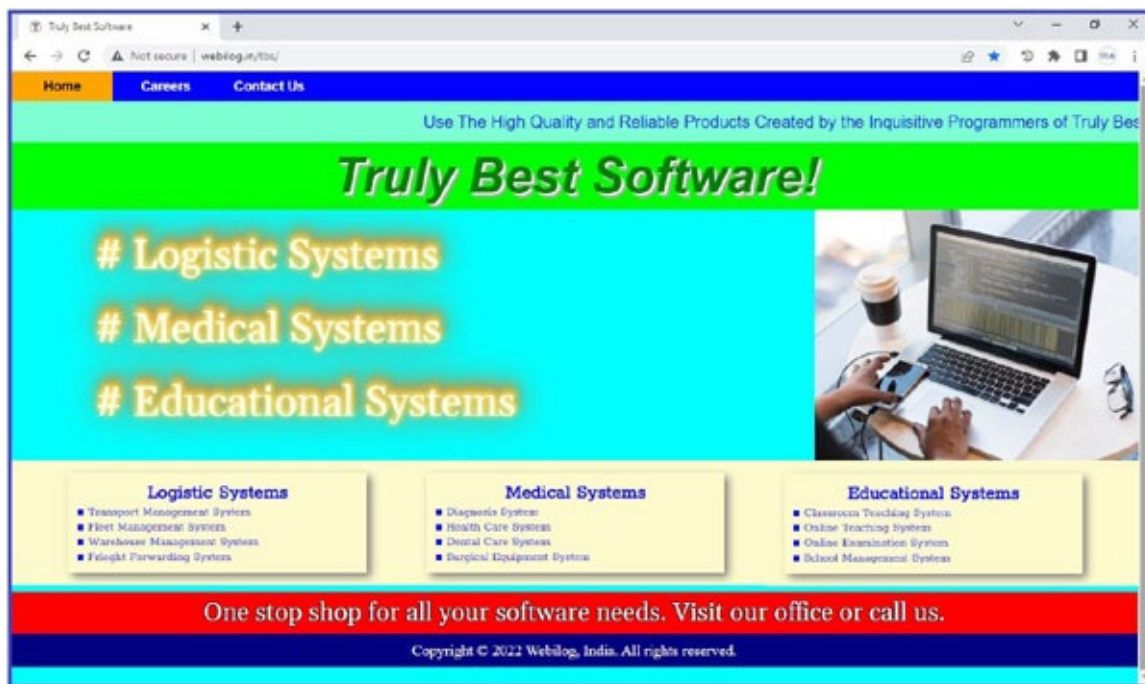 Truly Best Software
Not secure | webilog.in/tbs/
Home Careers Contact Us
Use The High Quality and Reliable Products Created by the Inquisitive Programmers of Truly Bes
Truly Best Software!
# Logistic Systems
# Medical Systems
# Educational Systems
Logistic Systems
Transport Management System
Fleet Management System
Warehouse Management System
Frieght Forwarding System
Medical Systems
Diagnosis System
Health Care System
Dental Care System
Surgical Equipment System
Educational Systems
Classroom Teaching System
Online Teaching System
Online Examination System
School Management System
One stop shop for all your software needs. Visit our office or call us.
Copyright © 2022 Webilog, India. All rights reserved.